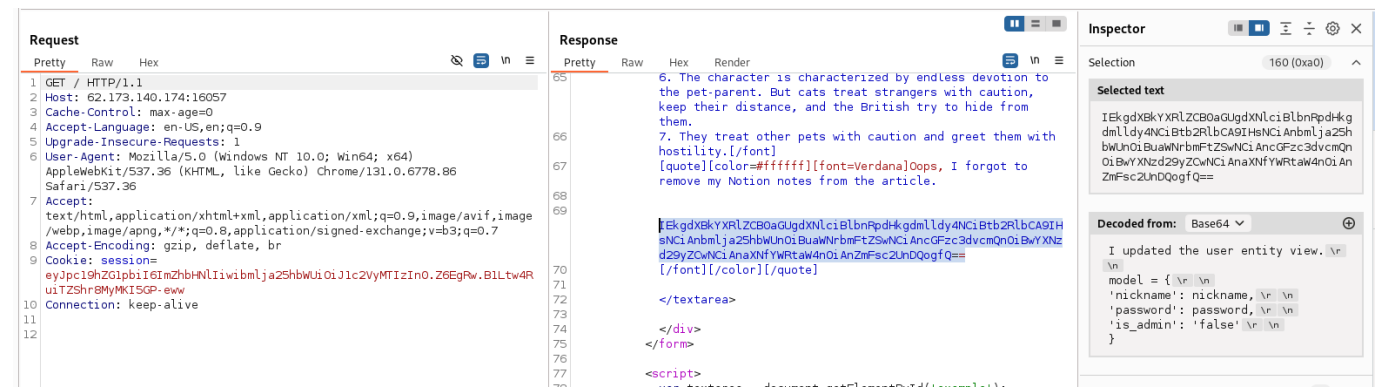 Request
Pretty Raw Hex
\n
1 GET / HTTP/1.1
2 Host: 62.173.140.174:16057
3 Cache-Control: max-age=0
4 Accept-Language: en-US,en;q=0.9
5 Upgrade-Insecure-Requests: 1
6 User-Agent: Mozilla/5.0 (Windows NT 10.0; Win64; x64)
AppleWebKit/537.36 (KHTML, like Gecko) Chrome/131.0.6778.86
Safari/537.36
7 Accept:
text/html,application/xhtml+xml,application/xml;q=0.9,image/avif,image
/webp,image/apng,*/*;q=0.8,application/signed-exchange;v=b3;q=0.7
8 Accept-Encoding: gzip, deflate, br
9 Cookie: session=
eyJpc19hZG1pbiI6ImZhbHNlIiwibmlja25hbWUiOiJ1c2VyMTIzIn0.Z6EgRw.B1Ltw4R
uiTZShr8MyMKI5GP-eww
10 Connection: keep-alive
11
12
Response
Pretty Raw Hex Render
\n
65 6. The character is characterized by endless devotion to
the pet-parent. But cats treat strangers with caution,
keep their distance, and the British try to hide from
them.
66 7. They treat other pets with caution and greet them with
hostility.[/font]
67 [quote][color=#ffffff][font=Verdana]Oops, I forgot to
remove my Notion notes from the article.
68
69
IEkgdXBkYXRlZCB0aGUgdXNlciBlbnRpdHkgdmlldy4NCiBtb2RlbCA9IH
sNCiAnbmlja25hbWUnOiBuaWNrbmFtZSwNCiAncGFzc3dvcmQnOiBwYXNz
d29yZCwNCiAnaXNfYWRtaW4nOiAnZmFsc2UnDQogfQ==
70 [/font][/color][/quote]
71
72 </textarea>
73
74 </div>
75 </form>
76
77 <script>
Inspector
Selection 160 (0xa0)
Selected text
IEkgdXBkYXRlZCB0aGUgdXNlciBlbnRpdHkg
dmlldy4NCiBtb2RlbCA9IHsNCiAnbmlja25h
bWUnOiBuaWNrbmFtZSwNCiAncGFzc3dvcmQn
OiBwYXNzd29yZCwNCiAnaXNfYWRtaW4nOiAn
ZmFsc2UnDQogfQ==
Decoded from: Base64
I updated the user entity view. \r
\n
model = { \r \n
'nickname': nickname, \r \n
'password': password, \r \n
'is_admin': 'false' \r \n
}